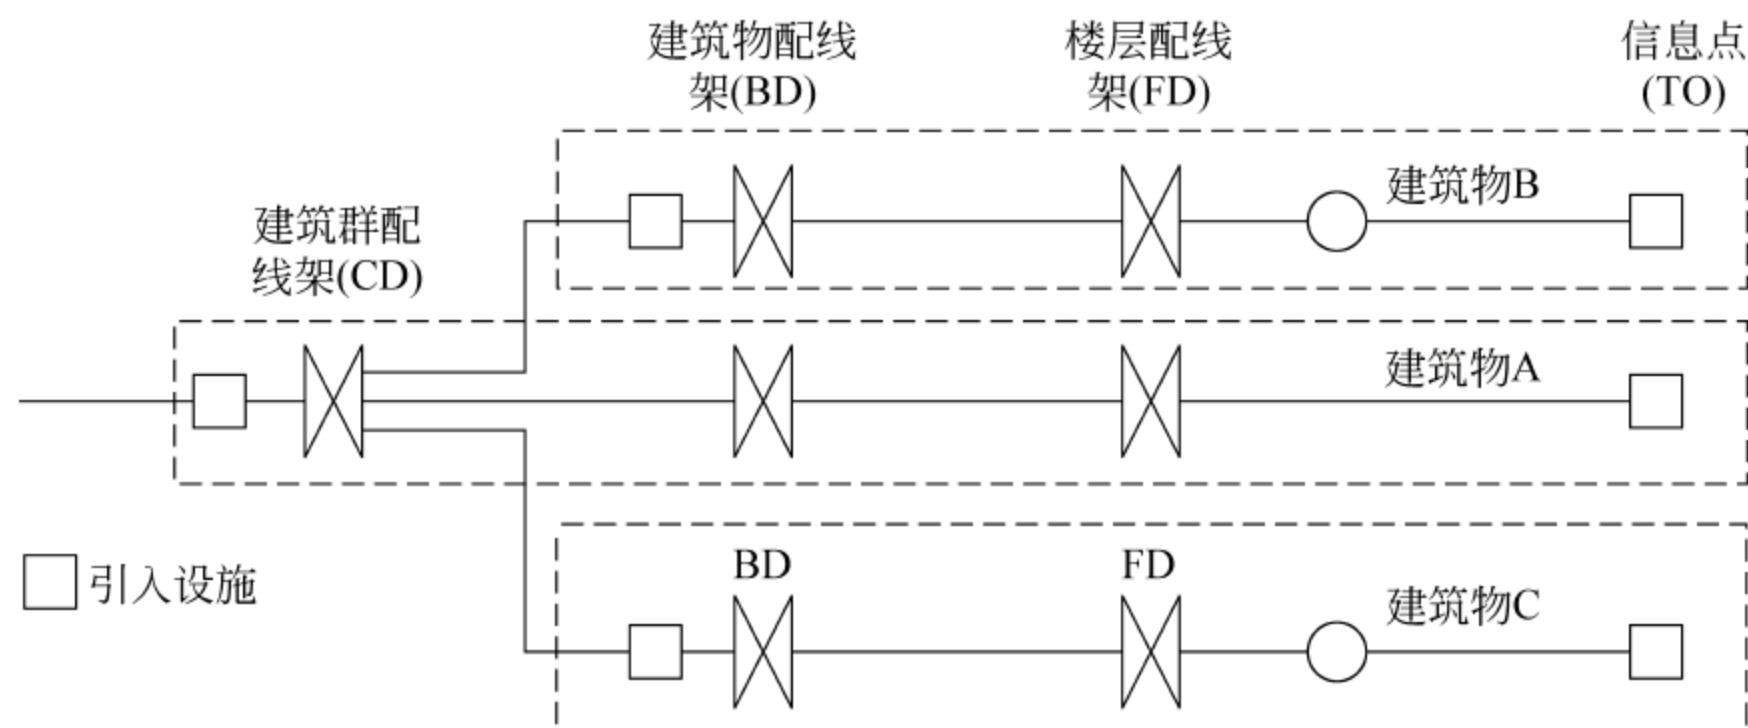 建筑物配线
架(BD)
楼层配线
架(FD)
信息点
(TO)
建筑物B
建筑群配
线架(CD)
建筑物A
BD
FD
引入设施
建筑物C